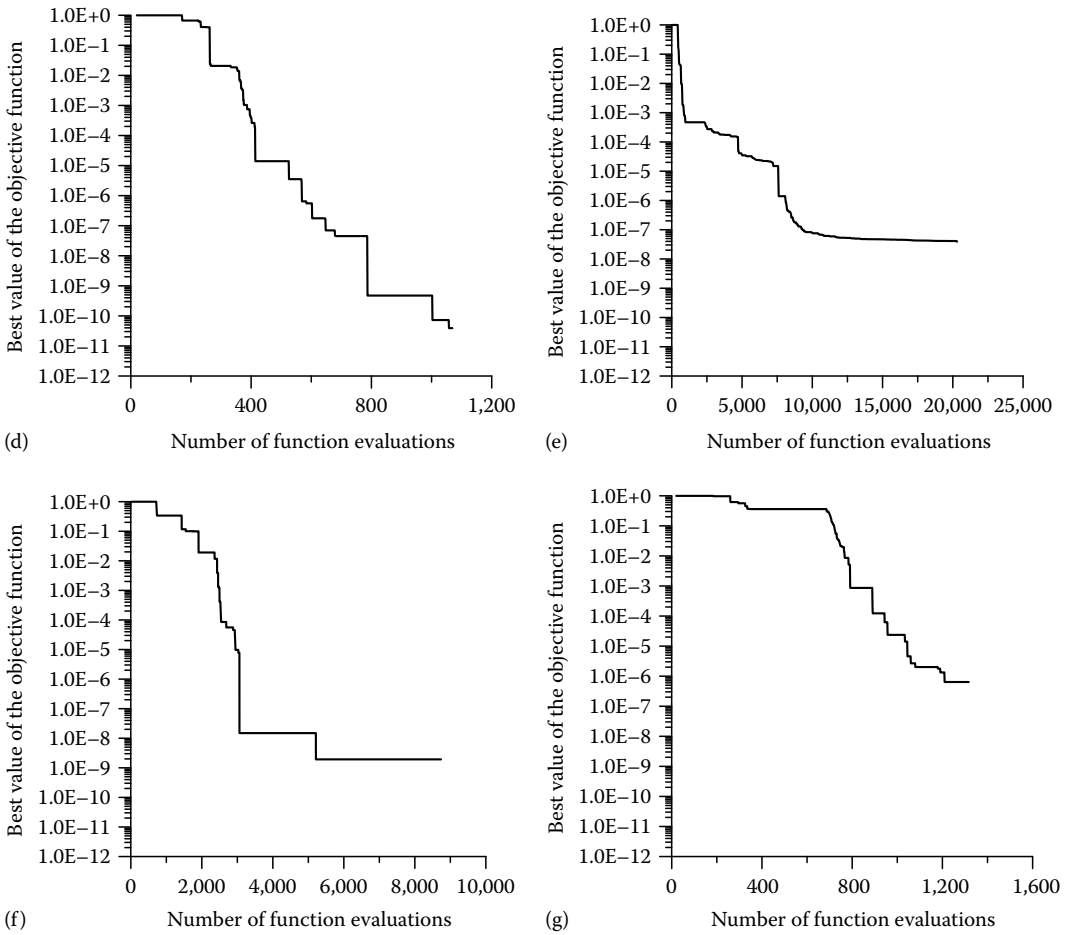 Best value of the objective function
1.0E+0
1.0E−1
1.0E−2
1.0E−3
1.0E−4
1.0E−5
1.0E−6
1.0E−7
1.0E−8
1.0E−9
1.0E−10
1.0E−11
1.0E−12
0 400 800 1,200
(d) Number of function evaluations
Best value of the objective function
1.0E+0
1.0E−1
1.0E−2
1.0E−3
1.0E−4
1.0E−5
1.0E−6
1.0E−7
1.0E−8
1.0E−9
1.0E−10
1.0E−11
1.0E−12
0 5,000 10,000 15,000 20,000 25,000
(e) Number of function evaluations
Best value of the objective function
1.0E+0
1.0E−1
1.0E−2
1.0E−3
1.0E−4
1.0E−5
1.0E−6
1.0E−7
1.0E−8
1.0E−9
1.0E−10
1.0E−11
1.0E−12
0 2,000 4,000 6,000 8,000 10,000
(f) Number of function evaluations
Best value of the objective function
1.0E+0
1.0E−1
1.0E−2
1.0E−3
1.0E−4
1.0E−5
1.0E−6
1.0E−7
1.0E−8
1.0E−9
1.0E−10
1.0E−11
1.0E−12
0 400 800 1,200 1,600
(g) Number of function evaluations